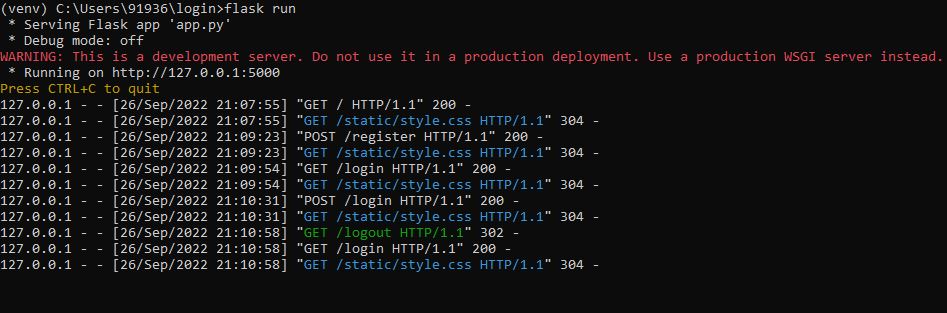 (venv) C:\Users\91936\login>flask run
 * Serving Flask app 'app.py'
 * Debug mode: off
WARNING: This is a development server. Do not use it in a production deployment. Use a production WSGI server instead.
 * Running on http://127.0.0.1:5000
Press CTRL+C to quit
127.0.0.1 - - [26/Sep/2022 21:07:55] "GET / HTTP/1.1" 200 -
127.0.0.1 - - [26/Sep/2022 21:07:55] "GET /static/style.css HTTP/1.1" 304 -
127.0.0.1 - - [26/Sep/2022 21:09:23] "POST /register HTTP/1.1" 200 -
127.0.0.1 - - [26/Sep/2022 21:09:23] "GET /static/style.css HTTP/1.1" 304 -
127.0.0.1 - - [26/Sep/2022 21:09:54] "GET /login HTTP/1.1" 200 -
127.0.0.1 - - [26/Sep/2022 21:09:54] "GET /static/style.css HTTP/1.1" 304 -
127.0.0.1 - - [26/Sep/2022 21:10:31] "POST /login HTTP/1.1" 200 -
127.0.0.1 - - [26/Sep/2022 21:10:31] "GET /static/style.css HTTP/1.1" 304 -
127.0.0.1 - - [26/Sep/2022 21:10:58] "GET /logout HTTP/1.1" 302 -
127.0.0.1 - - [26/Sep/2022 21:10:58] "GET /login HTTP/1.1" 200 -
127.0.0.1 - - [26/Sep/2022 21:10:58] "GET /static/style.css HTTP/1.1" 304 -